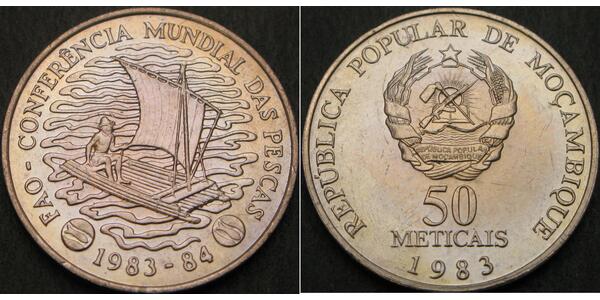 FAO - CONFERÊNCIA MUNDIAL DAS PESCAS
1983-84
REPÚBLICA POPULAR DE MOÇAMBIQUE
REPÚBLICA POPULAR
DE MOÇAMBIQUE
50
METICAIS
1983